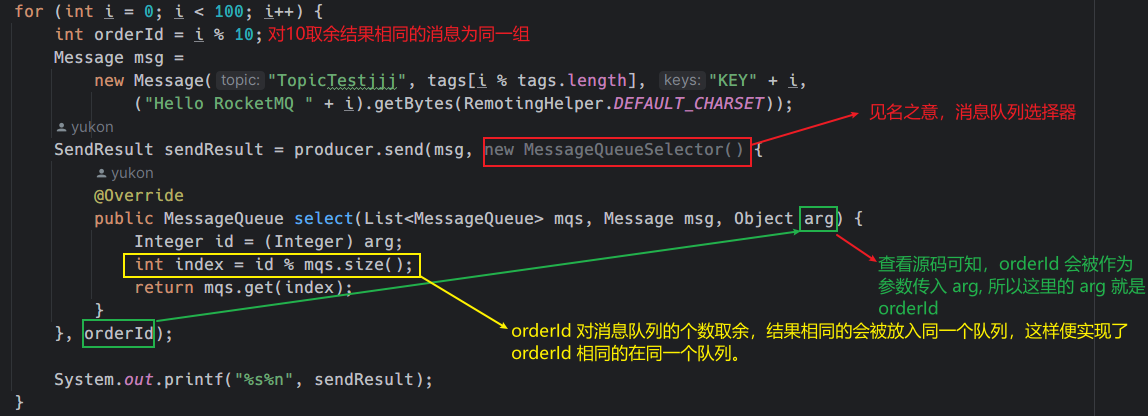 for (int i = 0; i < 100; i++) {
int orderId = i % 10; 对10取余结果相同的消息为同一组
Message msg =
new Message( topic: "TopicTestjjj", tags[i % tags.length], keys: "KEY" + i,
("Hello RocketMQ " + i).getBytes(RemotingHelper.DEFAULT_CHARSET));
见名之意，消息队列选择器
yukon
SendResult sendResult = producer.send(msg, new MessageQueueSelector() {
yukon
@Override
public MessageQueue select(List<MessageQueue> mqs, Message msg, Object arg) {
Integer id = (Integer) arg;
int index = id % mqs.size();
return mqs.get(index);
}
}, orderId);
查看源码可知，orderId 会被作为
参数传入 arg, 所以这里的 arg 就是
orderId
orderId 对消息队列的个数取余，结果相同的会被放入同一个队列，这样便实现了
orderId 相同的在同一个队列。
System.out.printf("%s%n", sendResult);
}